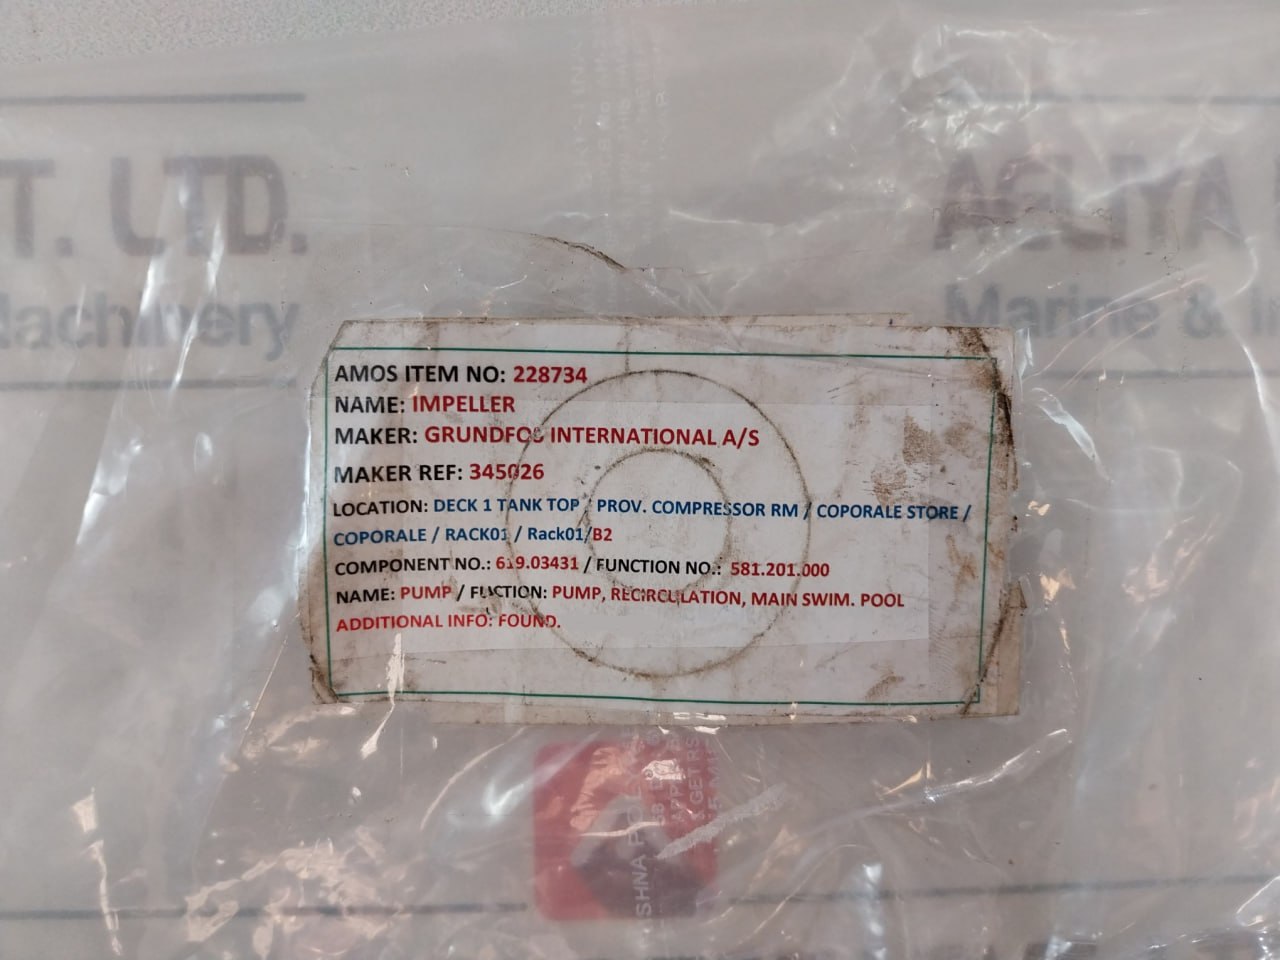 T. LTD.
AELIYA
Machinery
Marine &
AMOS ITEM NO: 228734
NAME: IMPELLER
MAKER: GRUNDFOS INTERNATIONAL A/S
MAKER REF: 345026
LOCATION: DECK 1 TANK TOP / PROV. COMPRESSOR RM / COPORALE STORE /
COPORALE / RACK01 / Rack01/B2
COMPONENT NO.: 619.03431 / FUNCTION NO.: 581.201.000
NAME: PUMP / FUCTION: PUMP, RECIRCULATION, MAIN SWIM. POOL
ADDITIONAL INFO: FOUND.